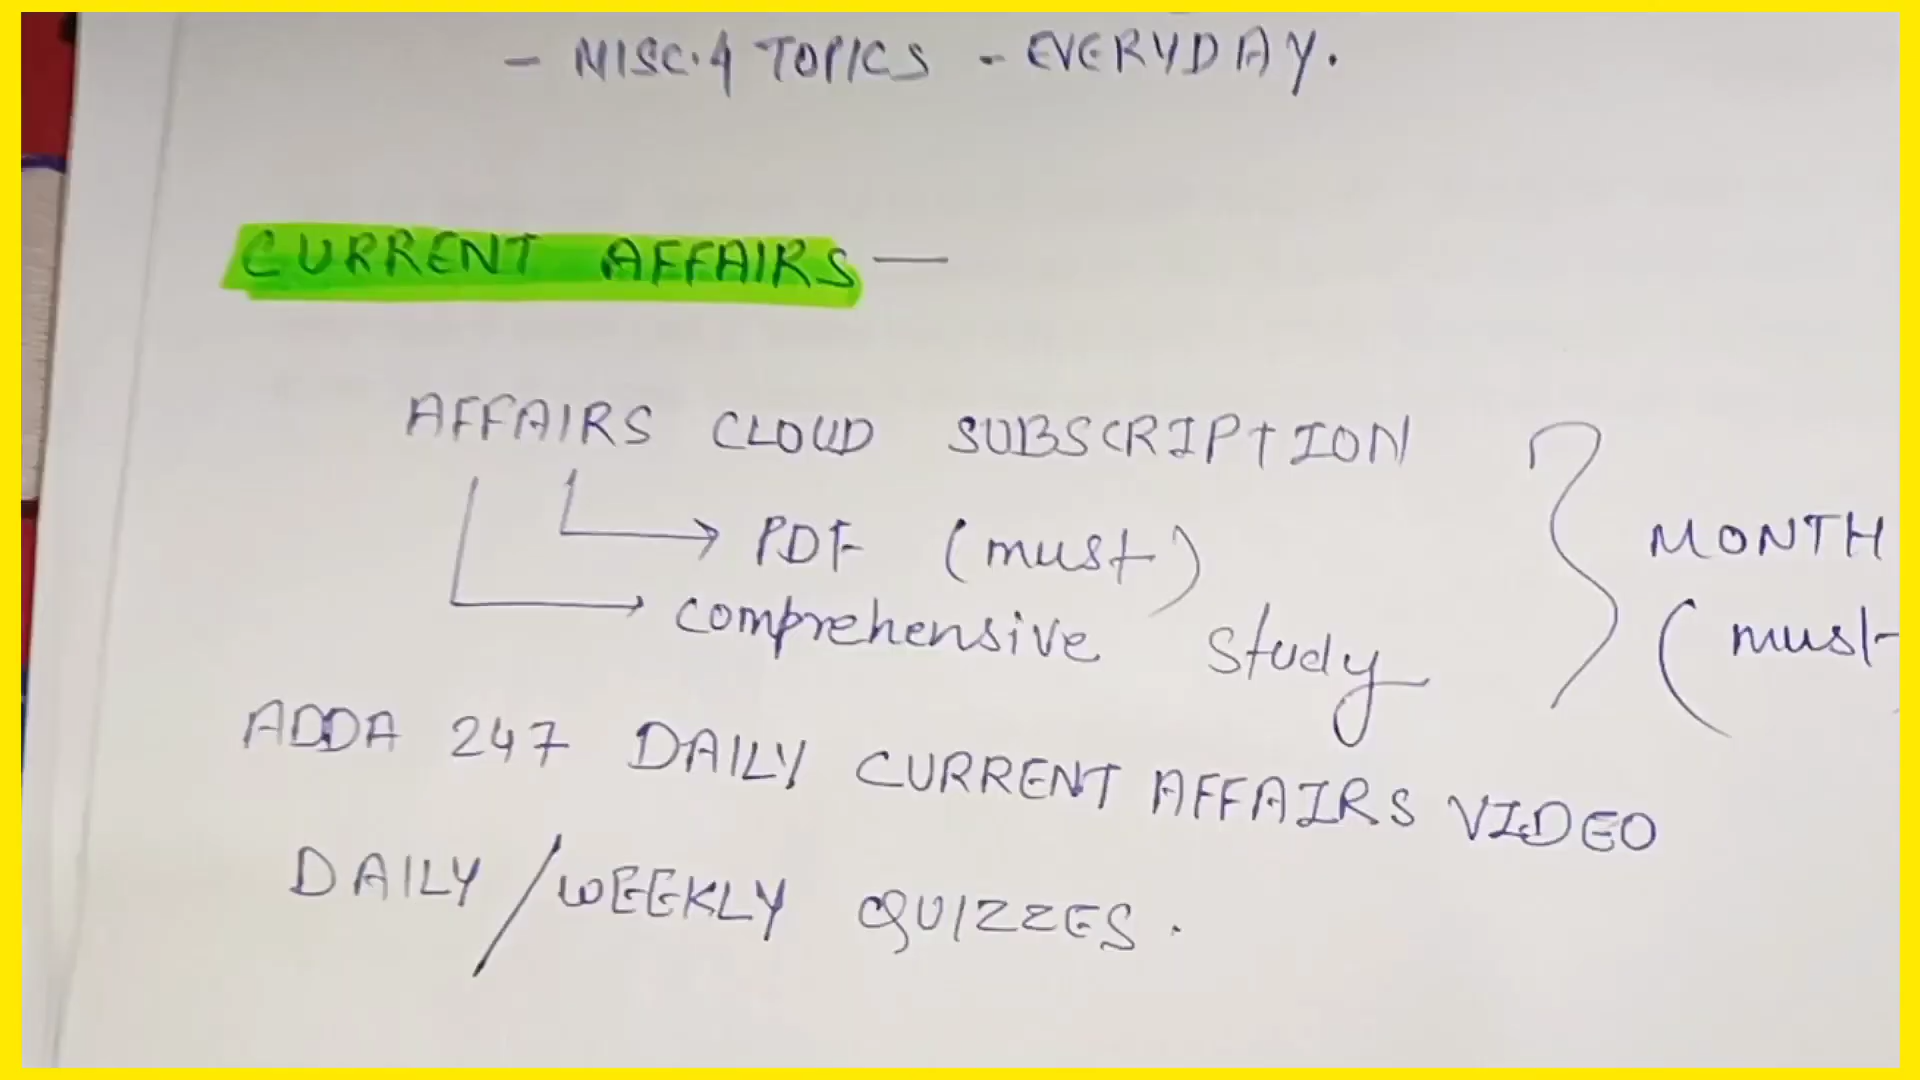 - MISC. 4 TOPICS - EVERYDAY.
CURRENT AFFAIRS —
AFFAIRS CLOUD SUBSCRIPTION
→ PDF (must)
→ comprehensive study
MONTH
(must
ADDA 247 DAILY CURRENT AFFAIRS VIDEO
DAILY / WEEKLY QUIZZES.